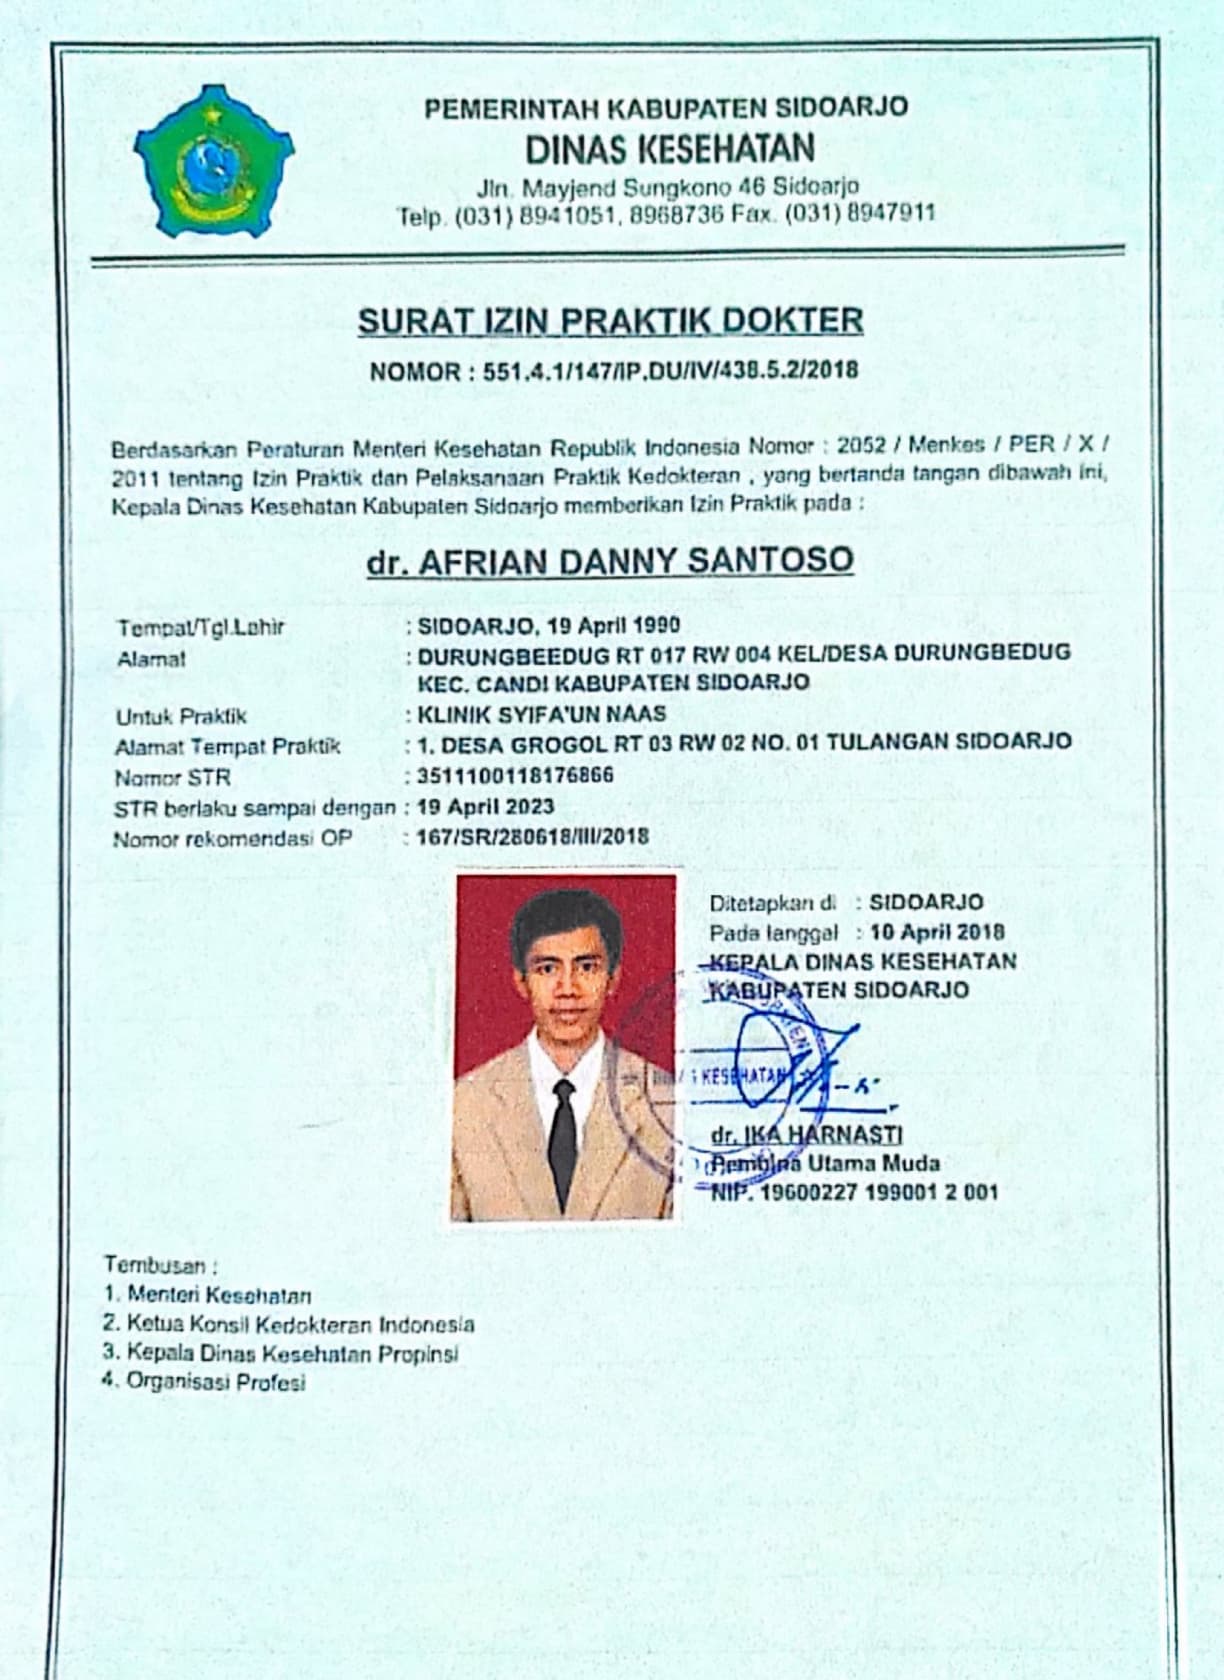 PEMERINTAH KABUPATEN SIDOARJO
DINAS KESEHATAN
Jln. Mayjend Sungkono 46 Sidoarjo
Telp. (031) 8941051, 8968736 Fax. (031) 8947911
SURAT IZIN PRAKTIK DOKTER
NOMOR : 551.4.1/147/IP.DU/IV/438.5.2/2018
Berdasarkan Peraturan Menteri Kesehatan Republik Indonesia Nomor : 2052 / Menkes / PER / X /
2011 tentang Izin Praktik dan Pelaksanaan Praktik Kedokteran , yang bertanda tangan dibawah ini,
Kepala Dinas Kesehatan Kabupaten Sidoarjo memberikan Izin Praktik pada :
dr. AFRIAN DANNY SANTOSO
Tempat/Tgl.Lahir : SIDOARJO, 19 April 1990
Alamat : DURUNGBEEDUG RT 017 RW 004 KEL/DESA DURUNGBEDUG
KEC. CANDI KABUPATEN SIDOARJO
Untuk Praktik : KLINIK SYIFA'UN NAAS
Alamat Tempat Praktik : 1. DESA GROGOL RT 03 RW 02 NO. 01 TULANGAN SIDOARJO
Nomor STR : 3511100118176866
STR berlaku sampai dengan : 19 April 2023
Nomor rekomendasi OP : 167/SR/280618/III/2018
Ditetapkan di : SIDOARJO
Pada tanggal : 10 April 2018
KEPALA DINAS KESEHATAN
KABUPATEN SIDOARJO
KESEHATAN
dr. IKA HARNASTI
Pembina Utama Muda
NIP. 19600227 199001 2 001
Tembusan :
1. Menteri Kesehatan
2. Ketua Konsil Kedokteran Indonesia
3. Kepala Dinas Kesehatan Propinsi
4. Organisasi Profesi